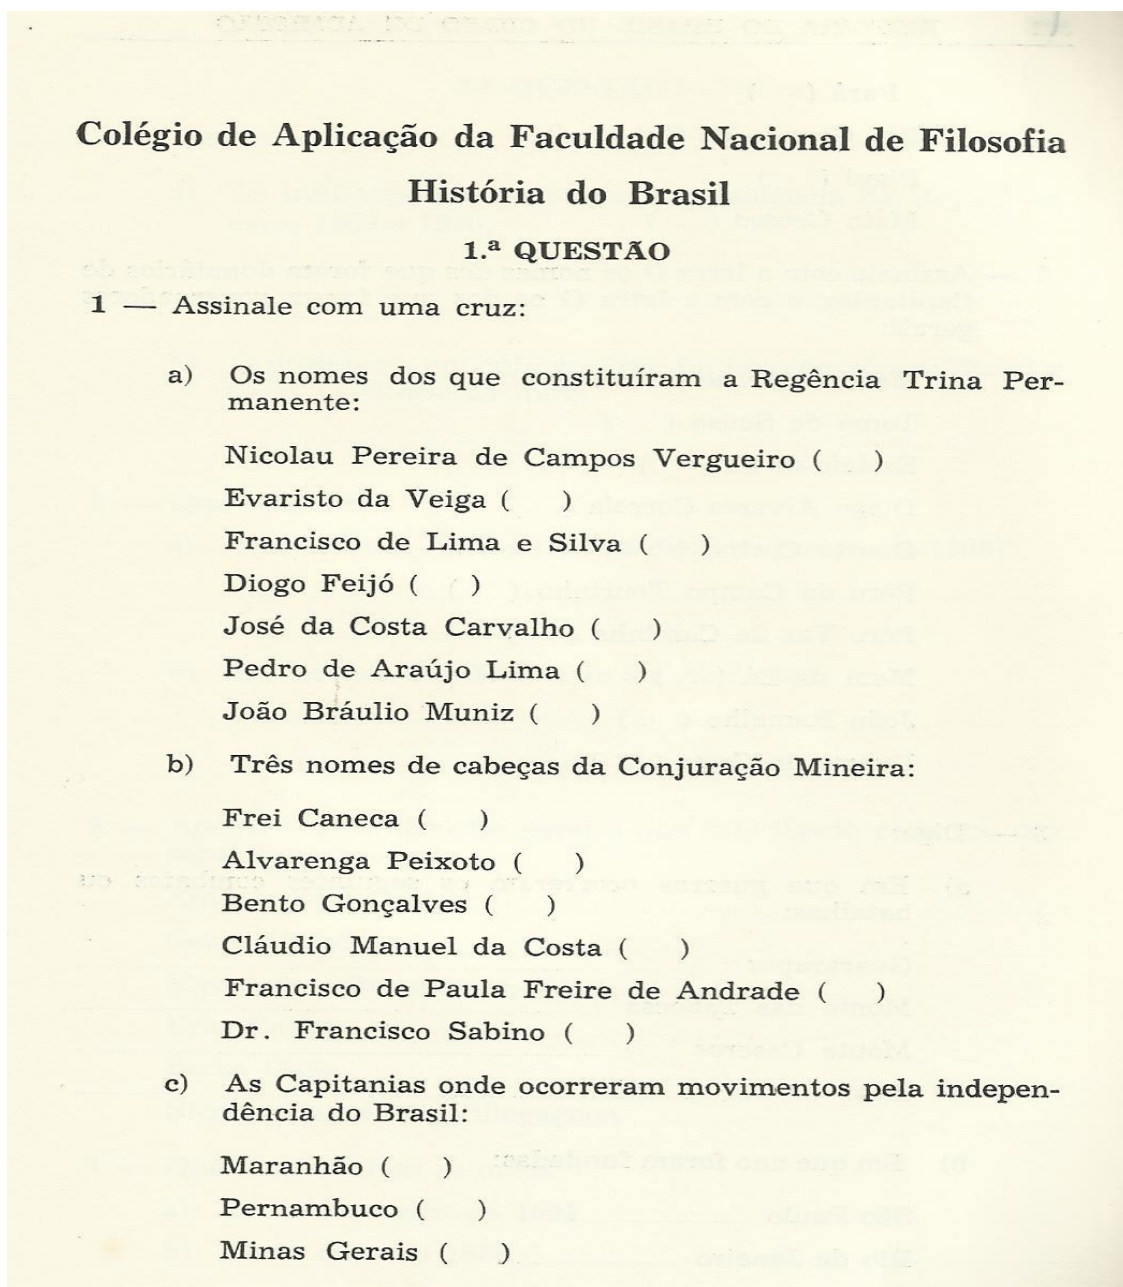 Colégio de Aplicação da Faculdade Nacional de Filosofia
História do Brasil
1.ª QUESTÃO
1 — Assinale com uma cruz:
a) Os nomes dos que constituíram a Regência Trina Per-
manente:
Nicolau Pereira de Campos Vergueiro ( )
Evaristo da Veiga ( )
Francisco de Lima e Silva ( )
Diogo Feijó ( )
José da Costa Carvalho ( )
Pedro de Araújo Lima ( )
João Bráulio Muniz ( )
b) Três nomes de cabeças da Conjuração Mineira:
Frei Caneca ( )
Alvarenga Peixoto ( )
Bento Gonçalves ( )
Cláudio Manuel da Costa ( )
Francisco de Paula Freire de Andrade ( )
Dr. Francisco Sabino ( )
c) As Capitanias onde ocorreram movimentos pela indepen-
dência do Brasil:
Maranhão ( )
Pernambuco ( )
Minas Gerais ( )